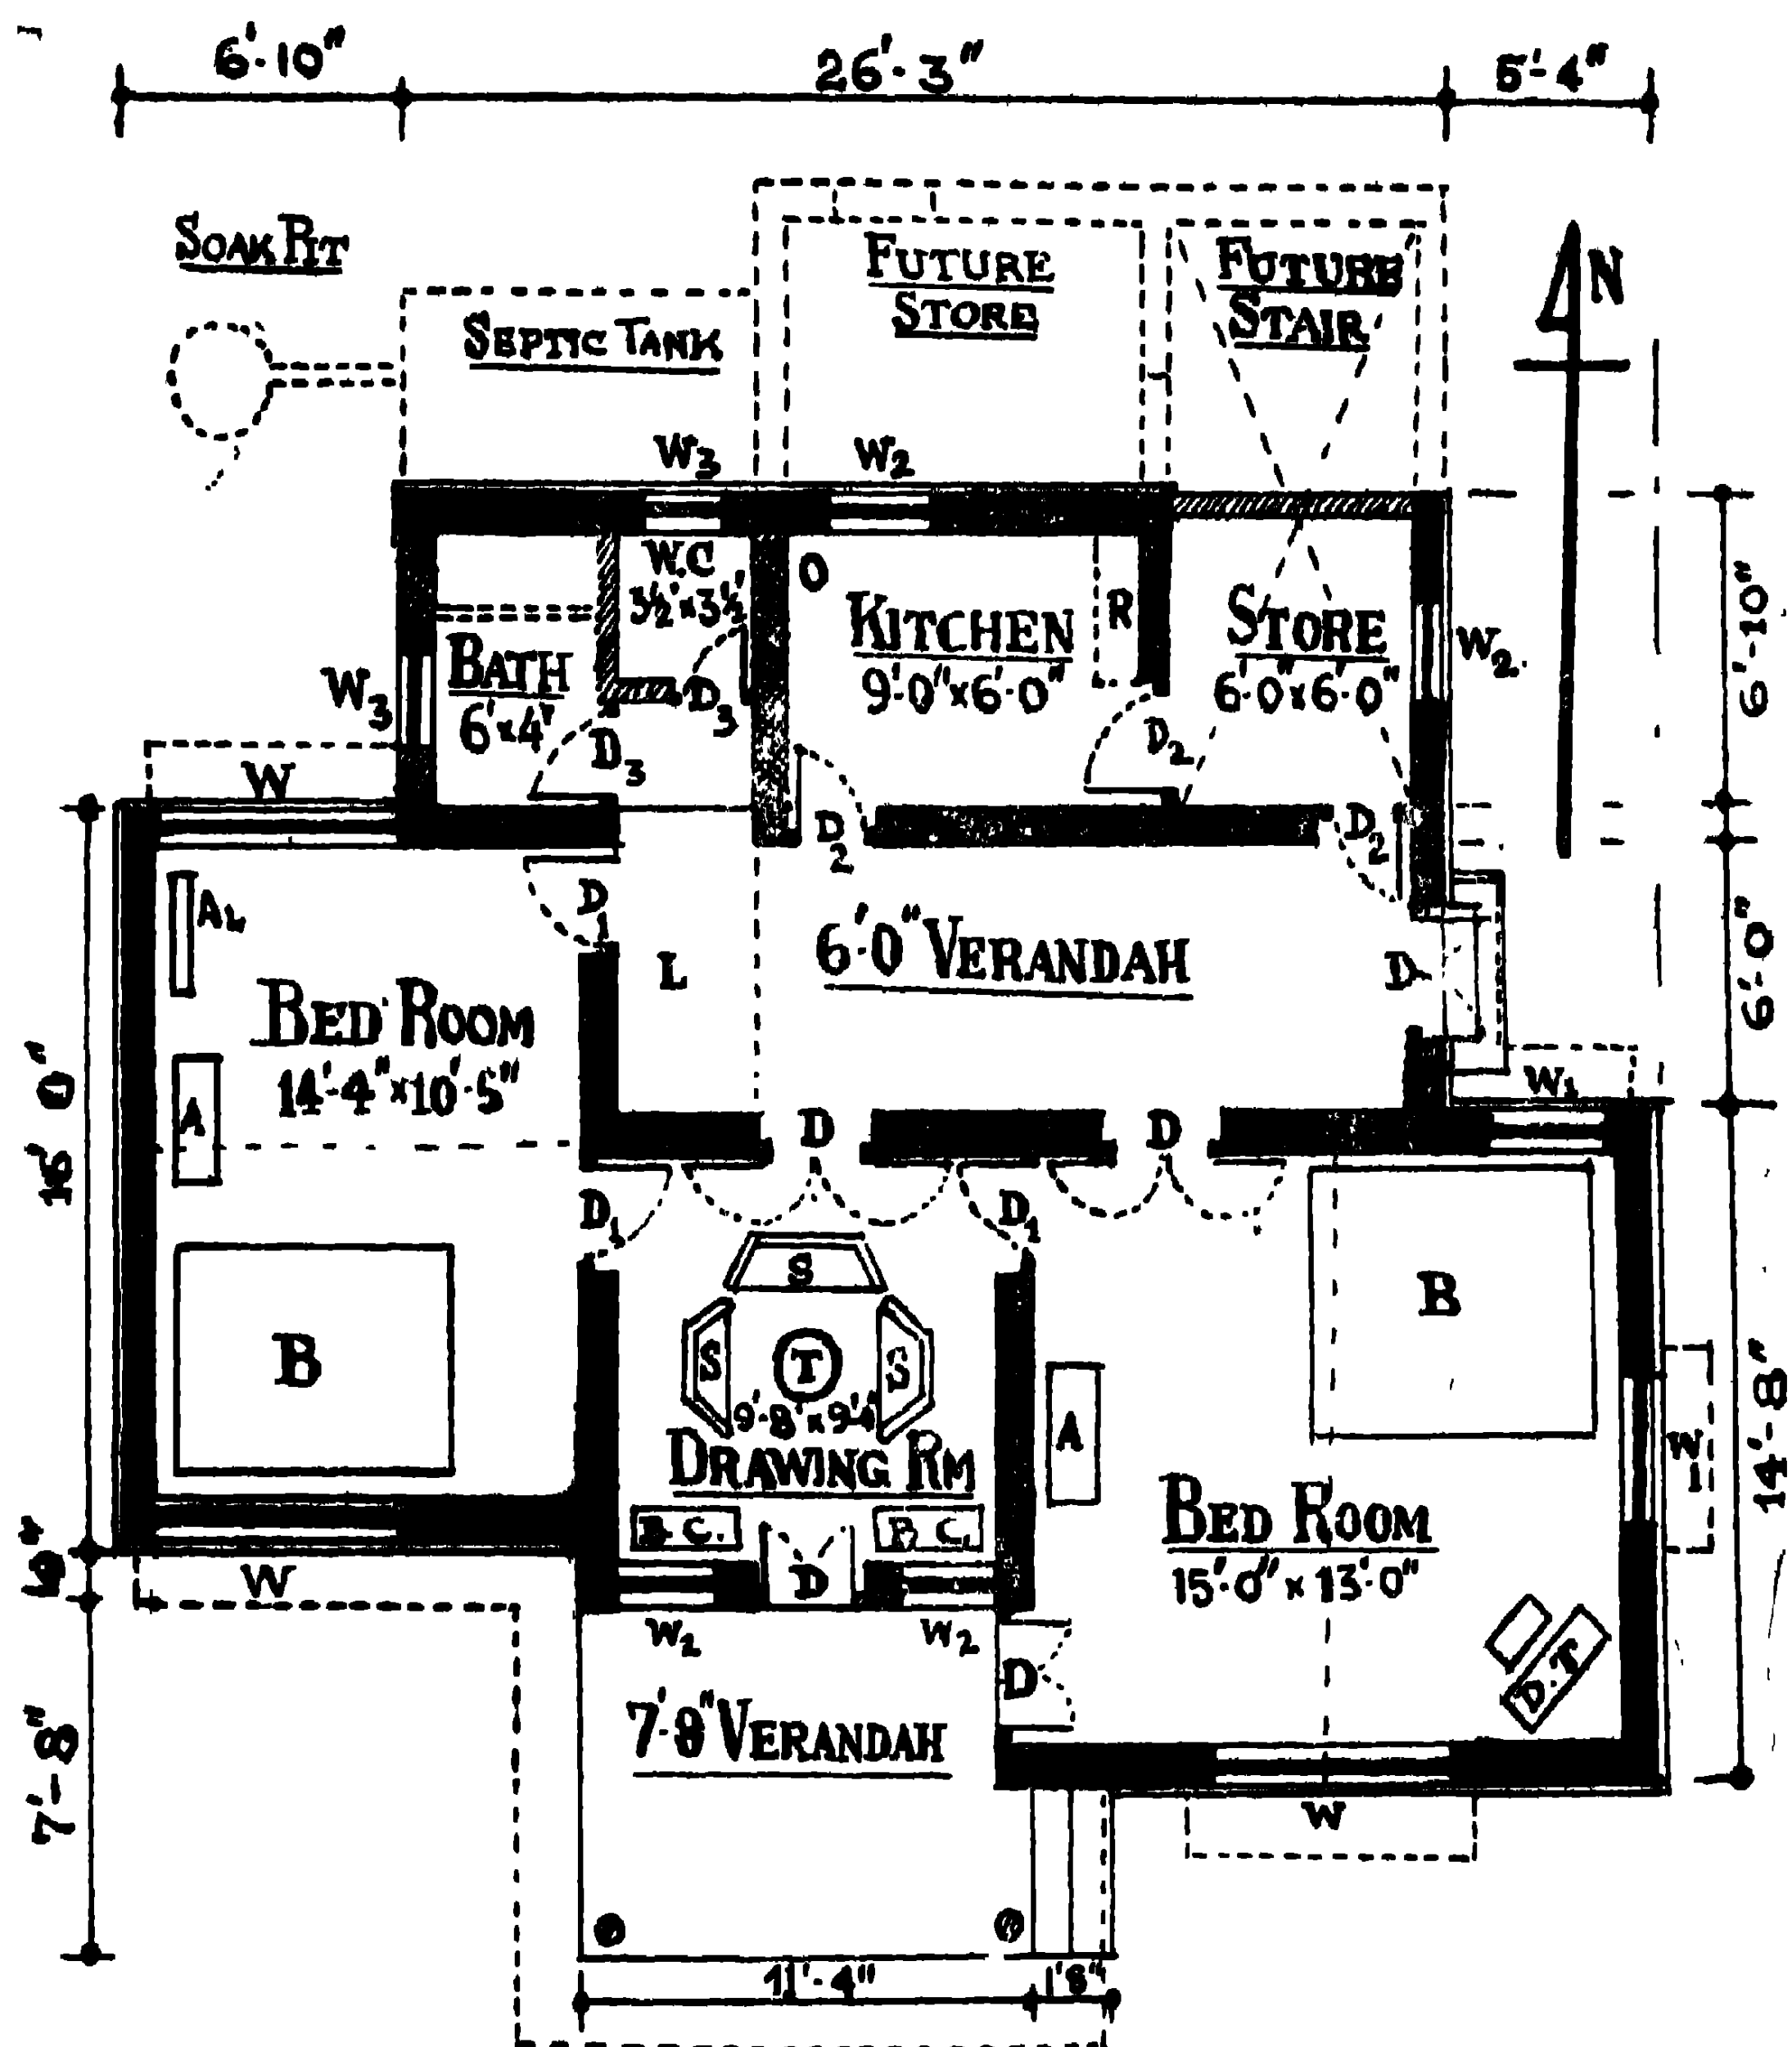 6'-10" 26'-3" 5'-4"
SOAK PIT
SEPTIC TANK
FUTURE
STORE
FUTURE
STAIR
N
W3 W2
W.C
3½'x3½'
O
KITCHEN
9'-0"x6'-0"
R
STORE
6'-0"x6'-0"
W2.
6'-10"
BATH
6'x4'
W3
D3
D3
D2
W
D2
D2
AL
D
L
6'-0" VERANDAH
D
6'-0"
BED ROOM
14'-4"x10'-5"
A
16' 0"
W1
D D
D1 D1
B
S
S T S
9'-8"x9'-4"
DRAWING RM
B.C. B C.
D
B
A
W1
14'-8"
BED ROOM
15'-0"x13'-0"
W
W2 W2
D
D.T
7'-8" VERANDAH
7'-8"
W
11'-4" 1'8"